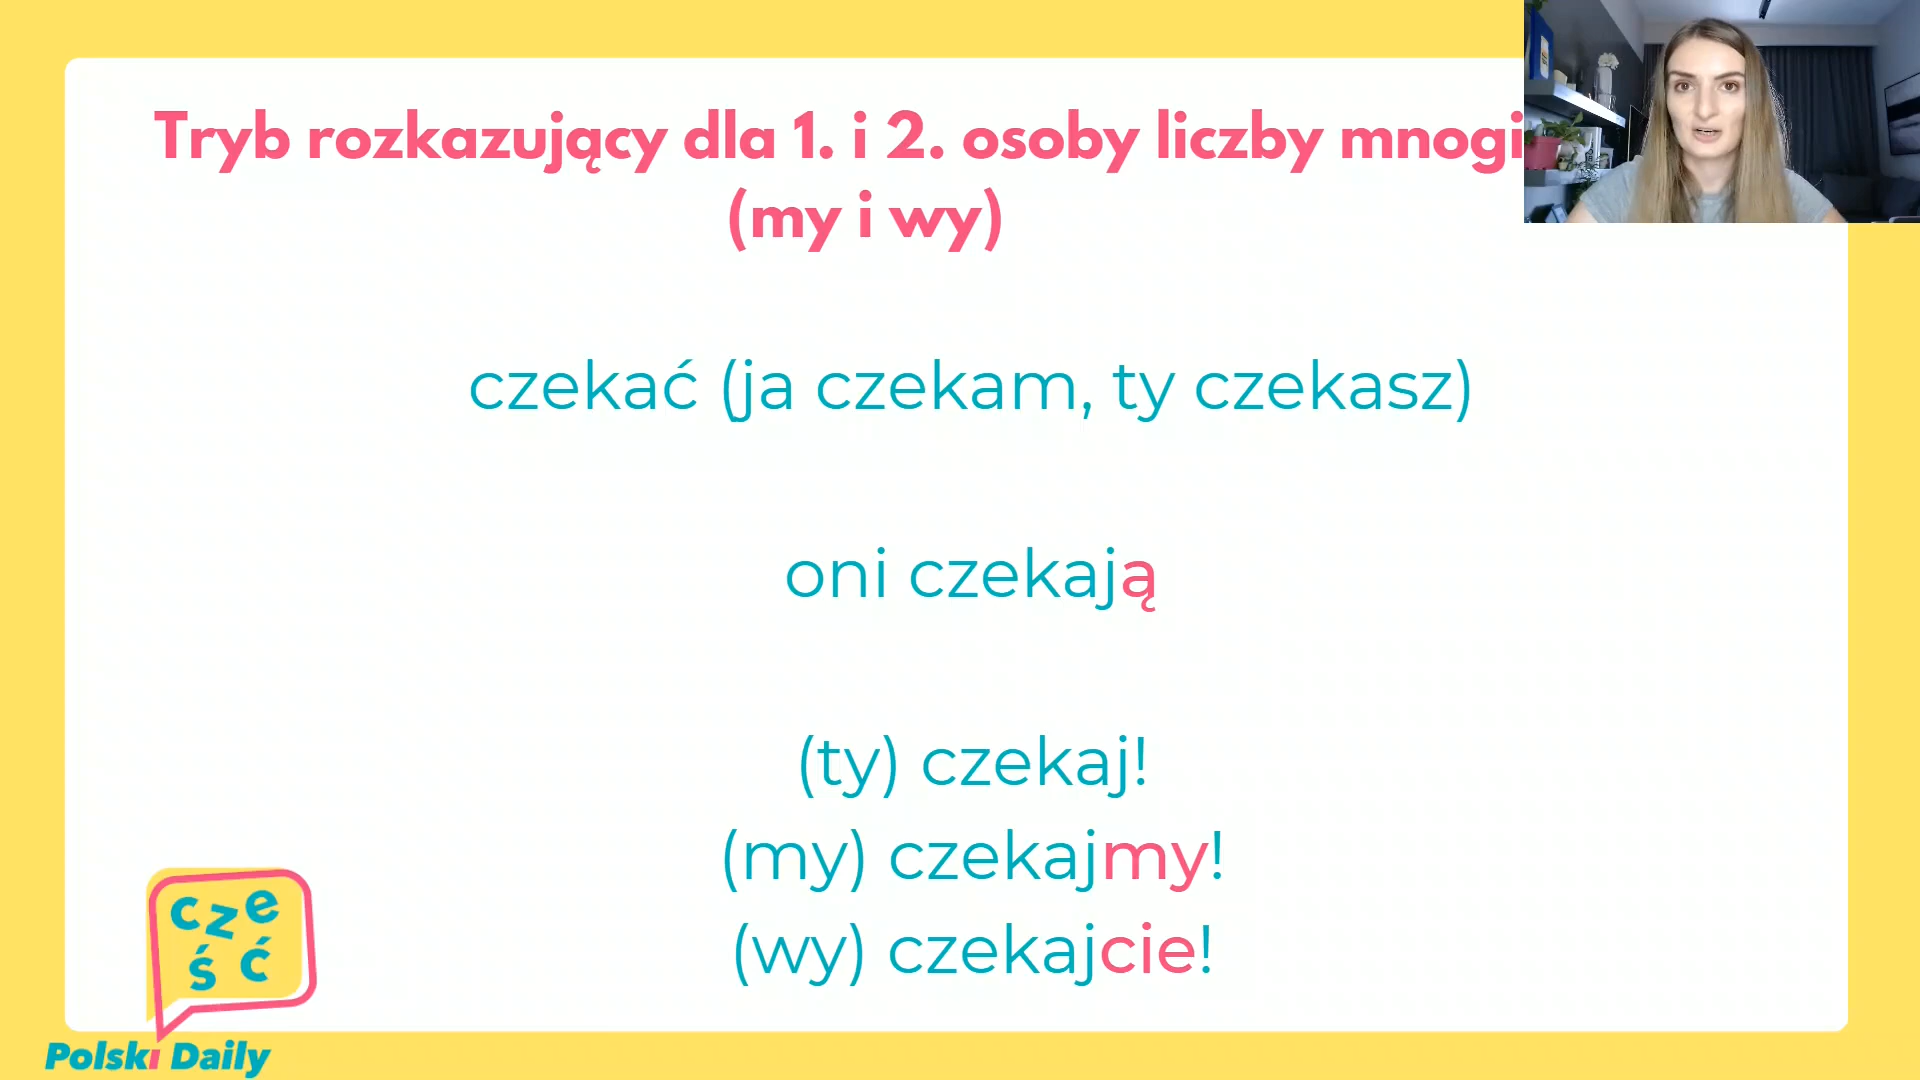 Tryb rozkazujący dla 1. i 2. osoby liczby mnogi
(my i wy)
czekać (ja czekam, ty czekasz)
oni czekają
(ty) czekaj!
(my) czekajmy!
(wy) czekajcie!
cze
ść
Polski Daily